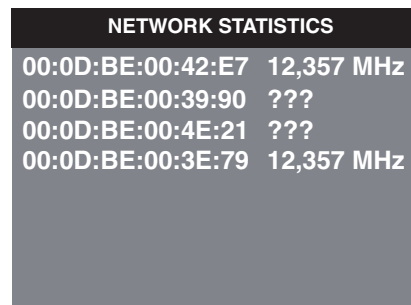 NETWORK STATISTICS
00:0D:BE:00:42:E7 12,357 MHz
00:0D:BE:00:39:90 ???
00:0D:BE:00:4E:21 ???
00:0D:BE:00:3E:79 12,357 MHz